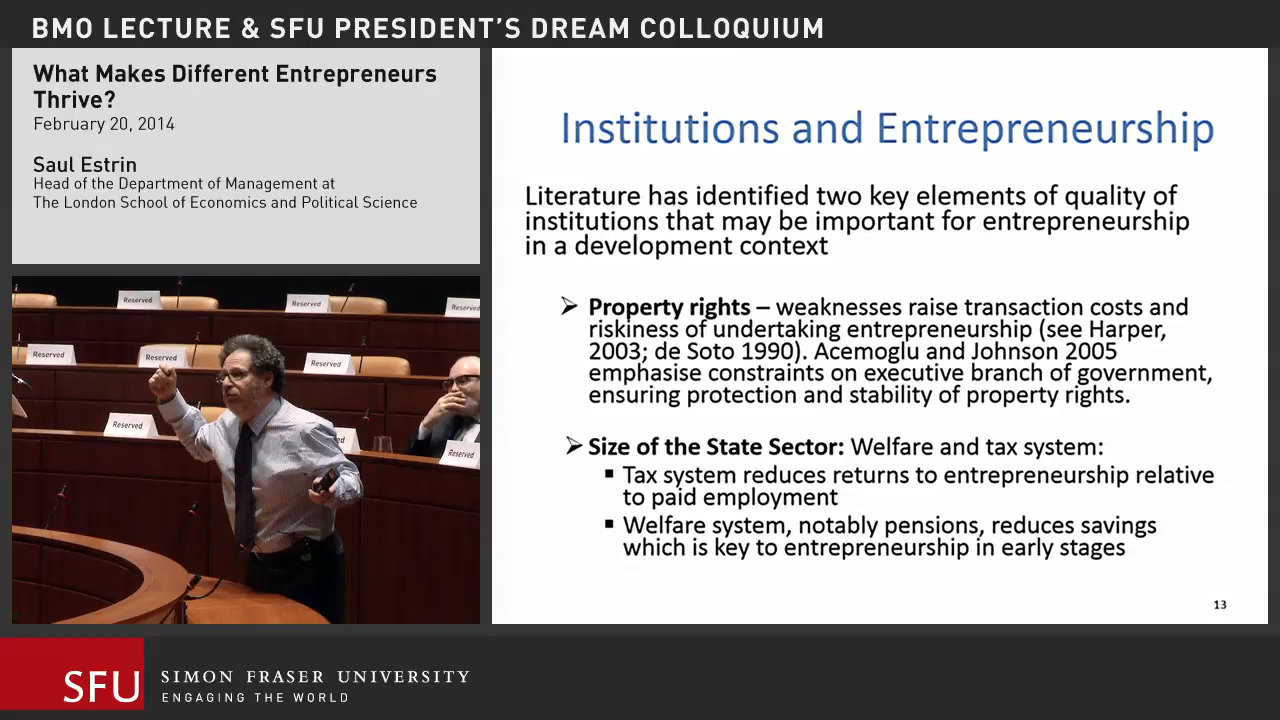 BMO LECTURE & SFU PRESIDENT'S DREAM COLLOQUIUM
What Makes Different Entrepreneurs
Thrive?
February 20, 2014
Saul Estrin
Head of the Department of Management at
The London School of Economics and Political Science
Reserved
Reserved
Reserved
Reserved
Reserved
Reserved
Reserved
Reserved
Institutions and Entrepreneurship
Literature has identified two key elements of quality of
institutions that may be important for entrepreneurship
in a development context
➢ Property rights – weaknesses raise transaction costs and
riskiness of undertaking entrepreneurship (see Harper,
2003; de Soto 1990). Acemoglu and Johnson 2005
emphasise constraints on executive branch of government,
ensuring protection and stability of property rights.
➢ Size of the State Sector: Welfare and tax system:
▪ Tax system reduces returns to entrepreneurship relative
to paid employment
▪ Welfare system, notably pensions, reduces savings
which is key to entrepreneurship in early stages
13
SFU
SIMON FRASER UNIVERSITY
ENGAGING THE WORLD